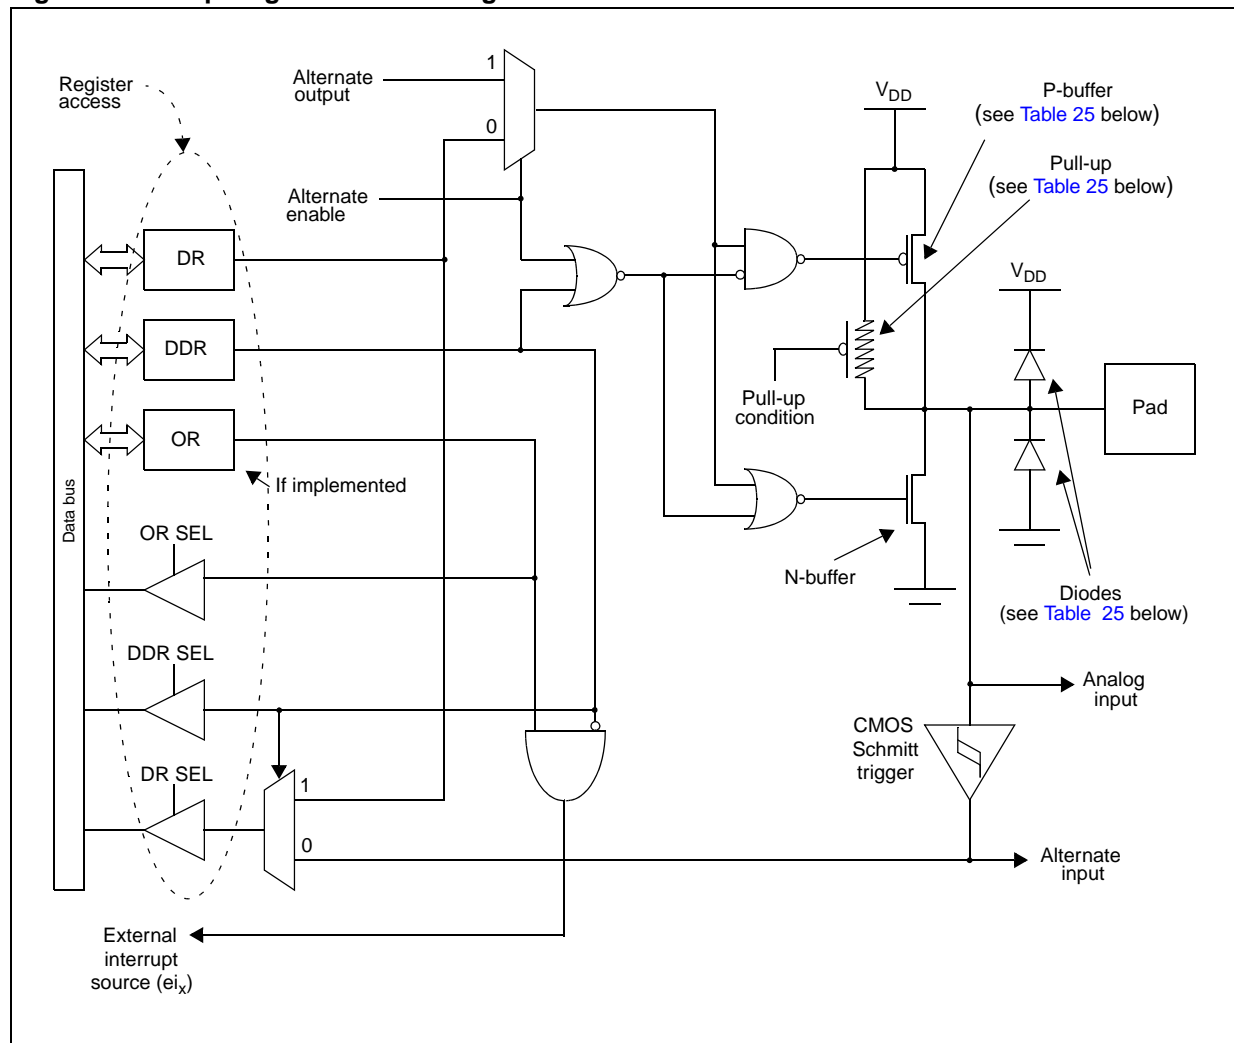 Register
access
Alternate
output
1
0
Alternate
enable
VDD
P-buffer
(see Table 25 below)
Pull-up
(see Table 25 below)
DR
DDR
OR
If implemented
Data bus
VDD
Pull-up
condition
Pad
N-buffer
Diodes
(see Table 25 below)
OR SEL
DDR SEL
DR SEL
1
0
Analog
input
CMOS
Schmitt
trigger
Alternate
input
External
interrupt
source (eix)